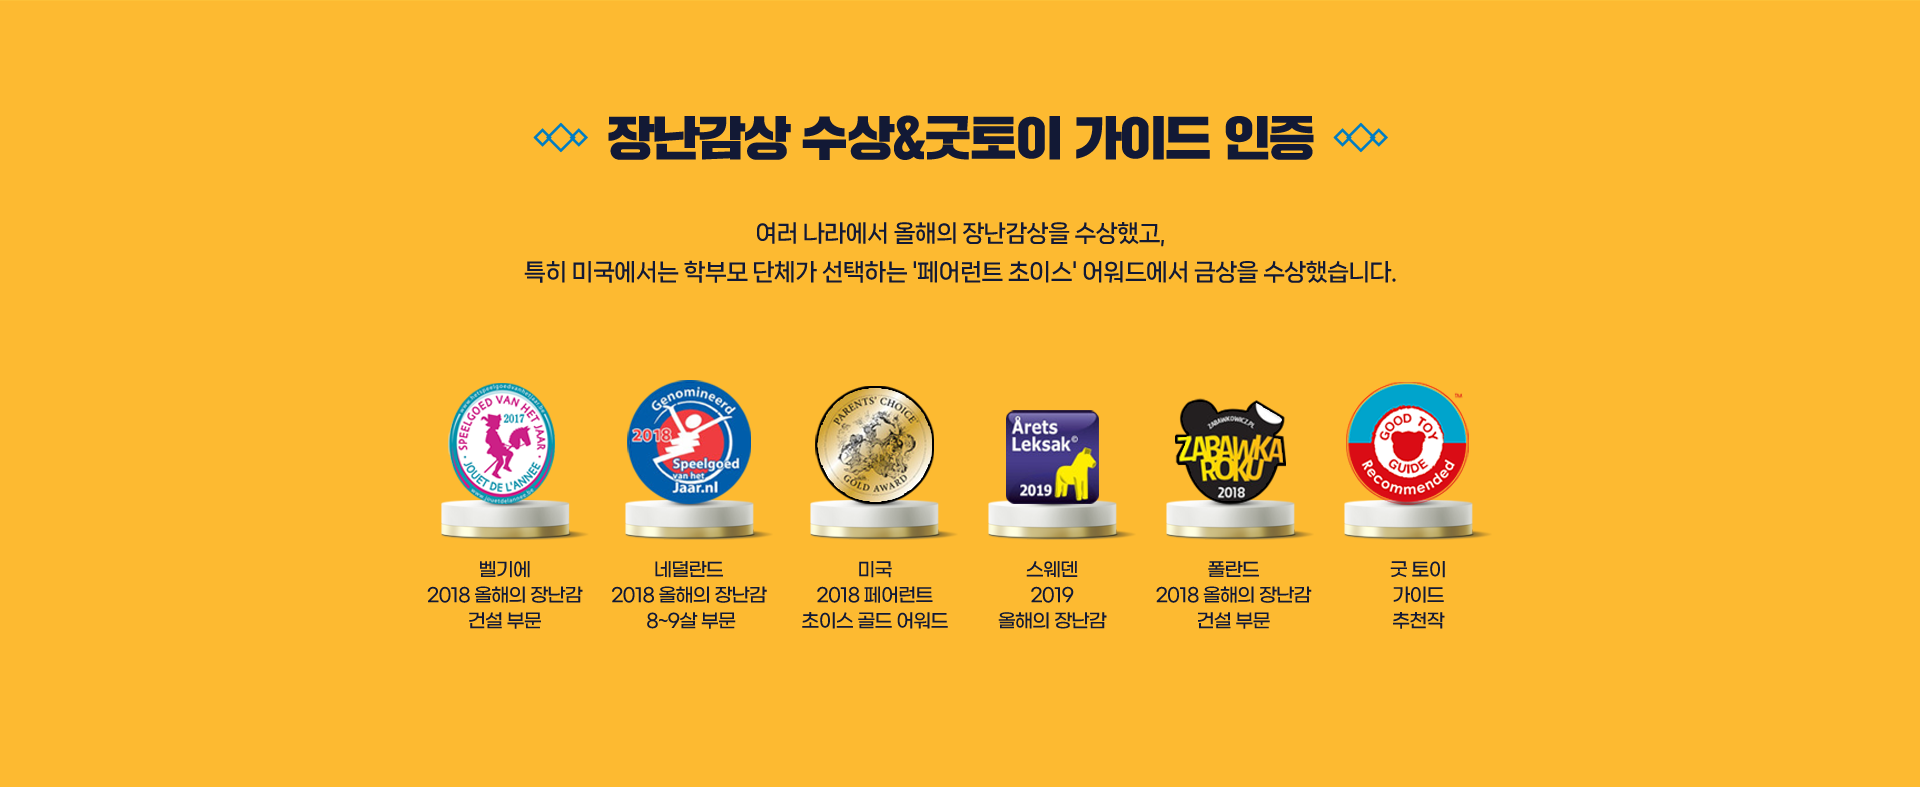 장난감상 수상&굿토이 가이드 인증
여러 나라에서 올해의 장난감상을 수상했고,
특히 미국에서는 학부모 단체가 선택하는 '페어런트 초이스' 어워드에서 금상을 수상했습니다.
SPEELGOED VAN HET JAAR
2017
JOUET DE L'ANNEE
www.jouetdelannee.be
Genomineerd
2018
Speelgoed
van het
Jaar.nl
PARENTS' CHOICE
GOLD AWARD
Årets
Leksak©
2019
ZABAWKOWICZ.PL
ZABAWKA
ROKU
2018
TM
GOOD TOY
GUIDE
Recommended
벨기에
2018 올해의 장난감
건설 부문
네덜란드
2018 올해의 장난감
8~9살 부문
미국
2018 페어런트
초이스 골드 어워드
스웨덴
2019
올해의 장난감
폴란드
2018 올해의 장난감
건설 부문
굿 토이
가이드
추천작